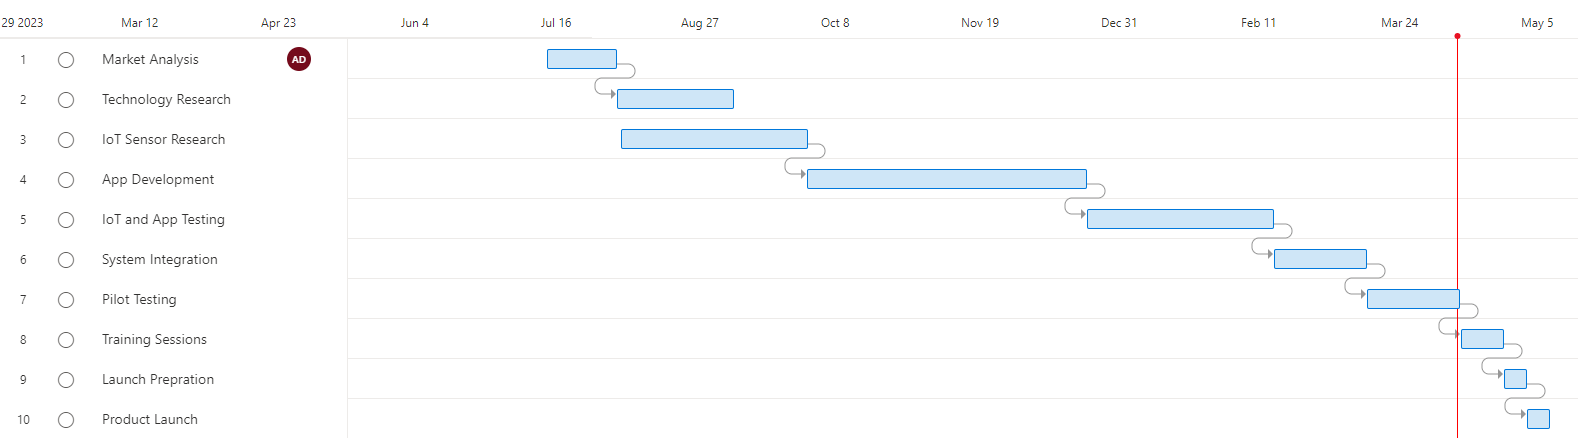 29 2023 Mar 12 Apr 23 Jun 4 Jul 16 Aug 27 Oct 8 Nov 19 Dec 31 Feb 11 Mar 24 May 5
1 Market Analysis AD
2 Technology Research
3 IoT Sensor Research
4 App Development
5 IoT and App Testing
6 System Integration
7 Pilot Testing
8 Training Sessions
9 Launch Prepration
10 Product Launch